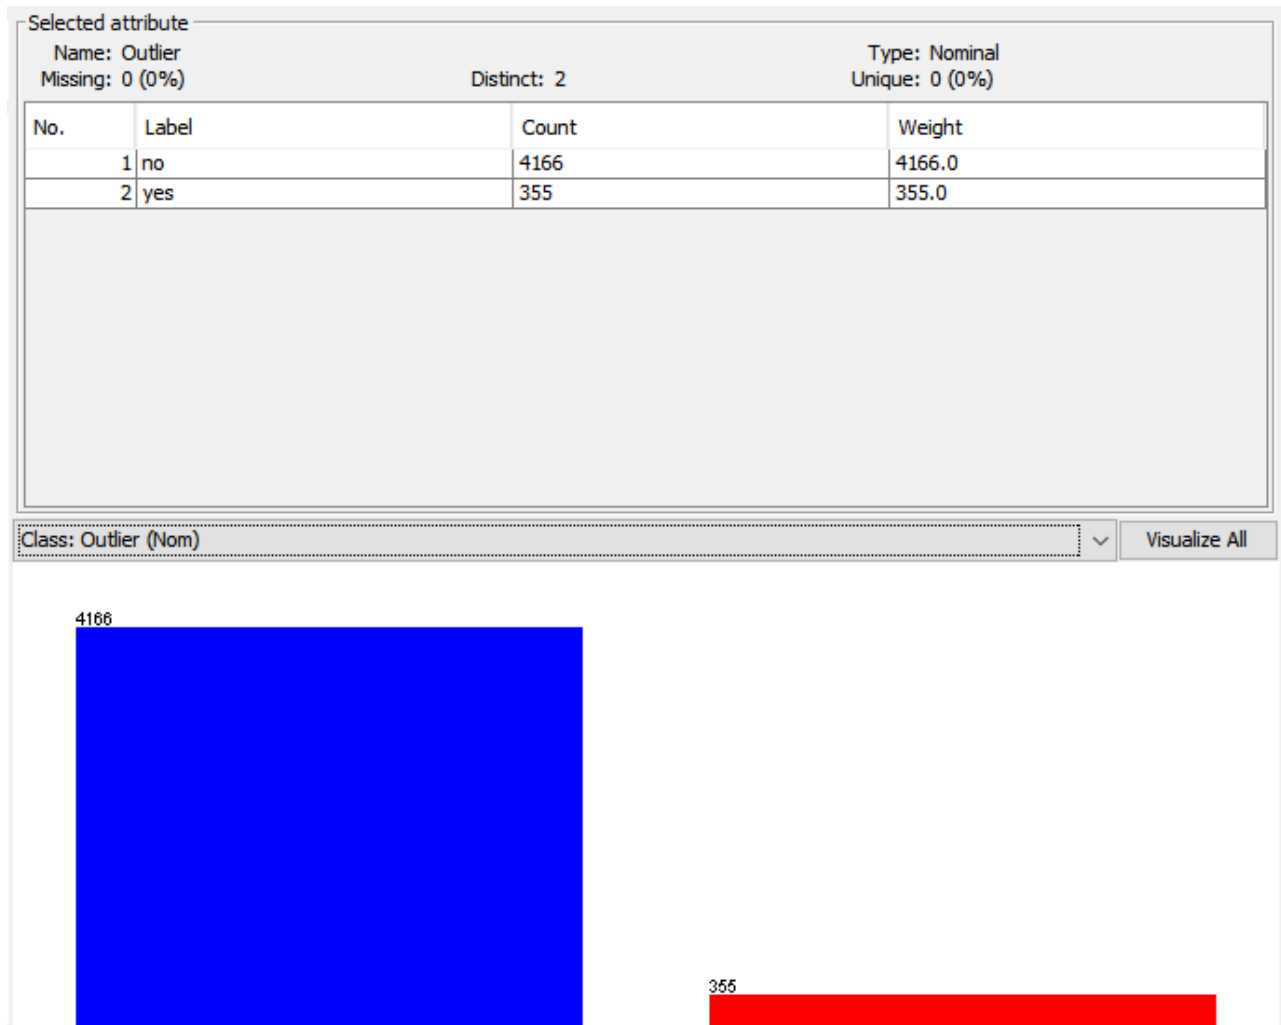 Selected attribute
Name: Outlier Type: Nominal
Missing: 0 (0%) Distinct: 2 Unique: 0 (0%)
No. Label Count Weight
1 no 4166 4166.0
2 yes 355 355.0
Class: Outlier (Nom) Visualize All
4166
355